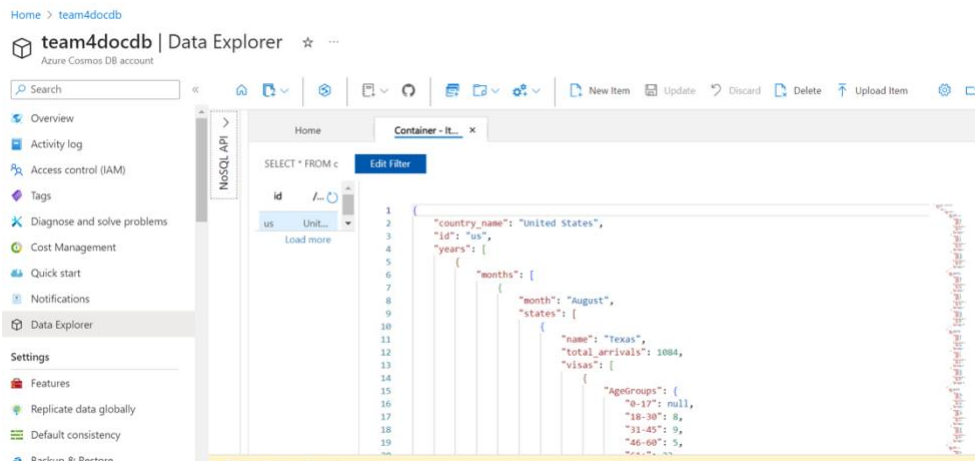 Home > team4docdb
team4docdb | Data Explorer ☆ ...
Azure Cosmos DB account
Search «
Overview
Activity log
Access control (IAM)
Tags
Diagnose and solve problems
Cost Management
Quick start
Notifications
Data Explorer
Settings
Features
Replicate data globally
Default consistency
Backup & Restore
New Item Update Discard Delete Upload Item
NoSQL API
Home Container - It... ×
SELECT * FROM c Edit Filter
id /...
us Unit...
Load more
1 {
2 "country_name": "United States",
3 "id": "us",
4 "years": [
5 {
6 "months": [
7 {
8 "month": "August",
9 "states": [
10 {
11 "name": "Texas",
12 "total_arrivals": 1084,
13 "visas": [
14 {
15 "AgeGroups": {
16 "0-17": null,
17 "18-30": 8,
18 "31-45": 9,
19 "46-60": 5,